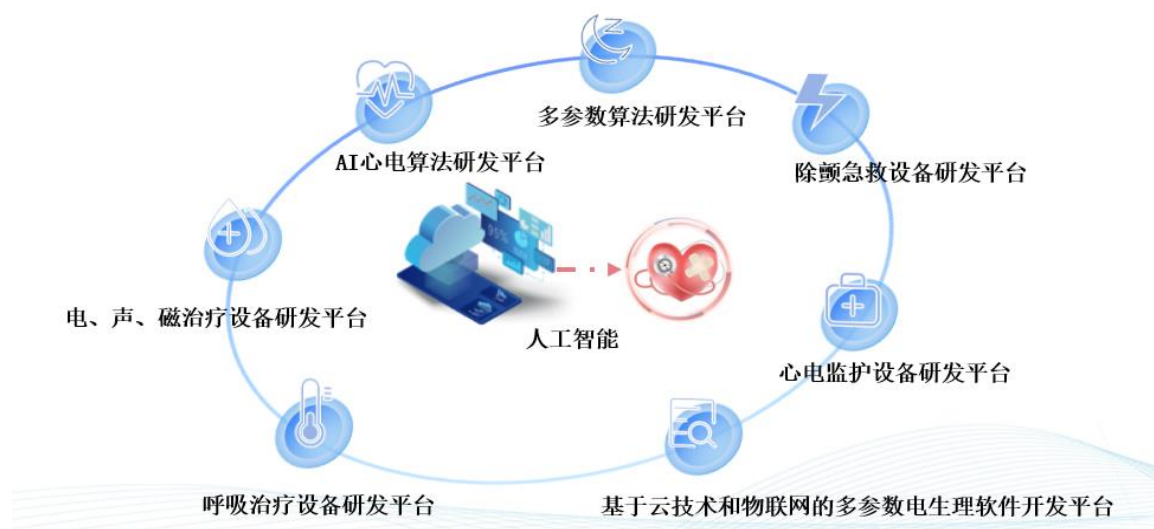 多参数算法研发平台
AI心电算法研发平台
除颤急救设备研发平台
95%
电、声、磁治疗设备研发平台
人工智能
心电监护设备研发平台
呼吸治疗设备研发平台
基于云技术和物联网的多参数电生理软件开发平台